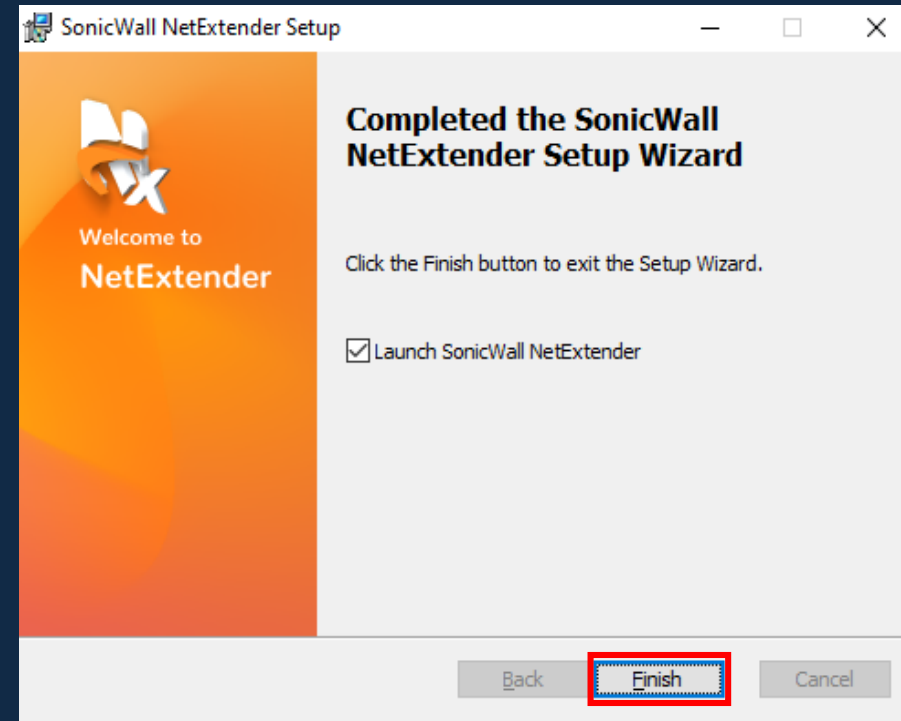 SonicWall NetExtender Setup
Completed the SonicWall
NetExtender Setup Wizard
Welcome to
NetExtender
Click the Finish button to exit the Setup Wizard.
Launch SonicWall NetExtender
Back
Finish
Cancel